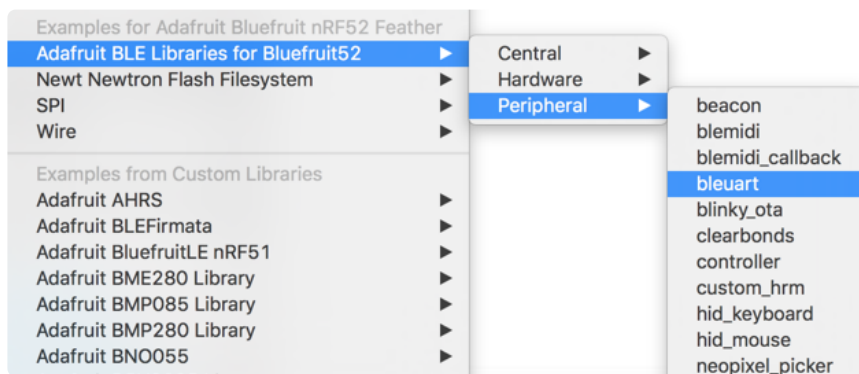 Examples for Adafruit Bluefruit nRF52 Feather
Adafruit BLE Libraries for Bluefruit52
Newt Newtron Flash Filesystem
SPI
Wire
Examples from Custom Libraries
Adafruit AHRS
Adafruit BLEFirmata
Adafruit BluefruitLE nRF51
Adafruit BME280 Library
Adafruit BMP085 Library
Adafruit BMP280 Library
Adafruit BNO055
Central
Hardware
Peripheral
beacon
blemidi
blemidi_callback
bleuart
blinky_ota
clearbonds
controller
custom_hrm
hid_keyboard
hid_mouse
neopixel_picker